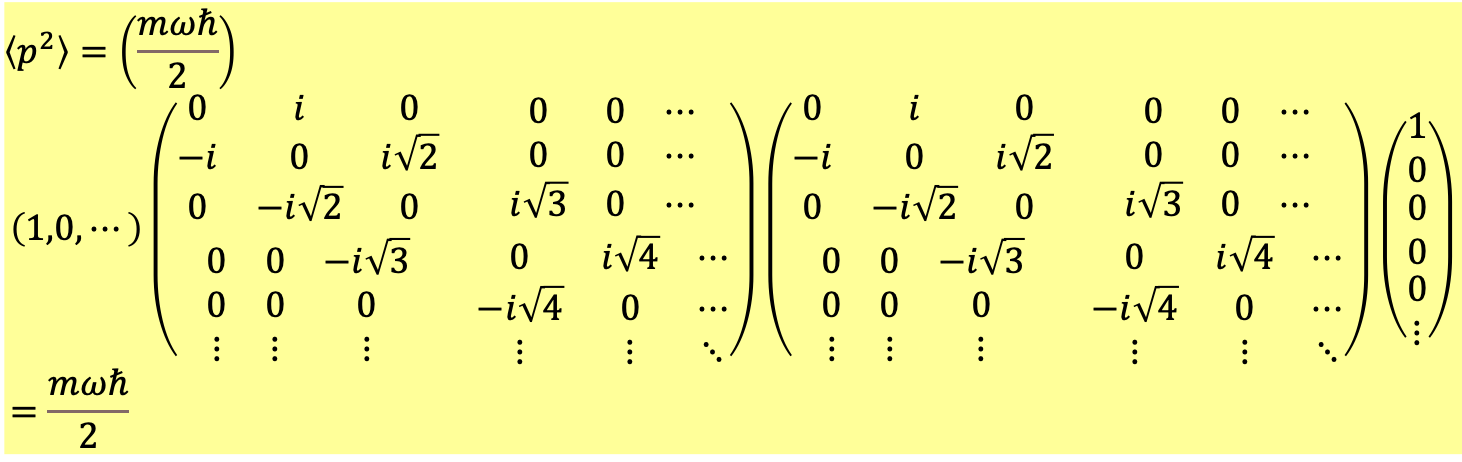 ⟨p²⟩ = (mωħ/2)
(1,0,⋯) (0 i 0 0 0 ⋯; −i 0 i√2 0 0 ⋯; 0 −i√2 0 i√3 0 ⋯; 0 0 −i√3 0 i√4 ⋯; 0 0 0 −i√4 0 ⋯; ⋮ ⋮ ⋮ ⋮ ⋮ ⋱) (0 i 0 0 0 ⋯; −i 0 i√2 0 0 ⋯; 0 −i√2 0 i√3 0 ⋯; 0 0 −i√3 0 i√4 ⋯; 0 0 0 −i√4 0 ⋯; ⋮ ⋮ ⋮ ⋮ ⋮ ⋱) (1; 0; 0; 0; 0; ⋮)
= mωħ/2